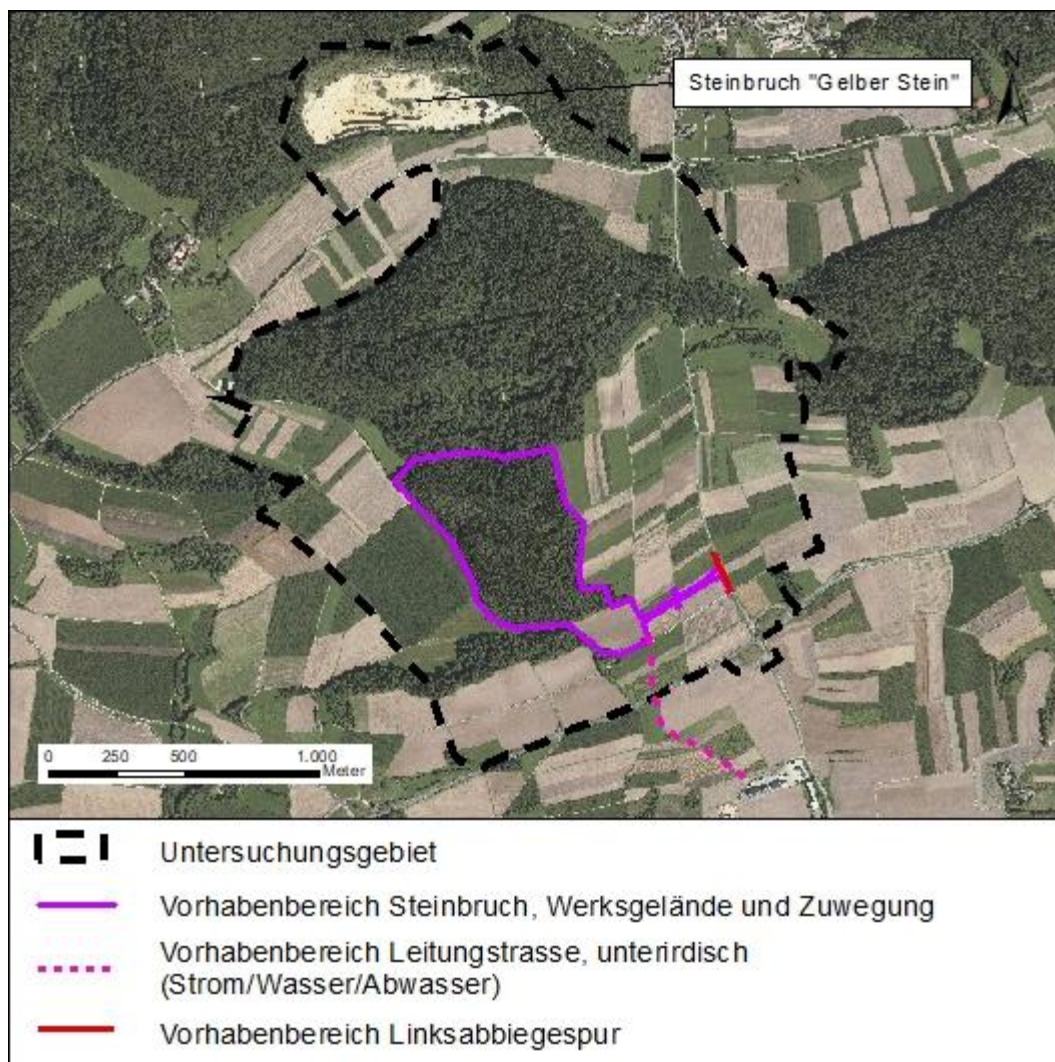 Steinbruch "Gelber Stein"
N
0 250 500 1.000
Meter
Untersuchungsgebiet
Vorhabenbereich Steinbruch, Werksgelände und Zuwegung
Vorhabenbereich Leitungstrasse, unterirdisch
(Strom/Wasser/Abwasser)
Vorhabenbereich Linksabbiegespur